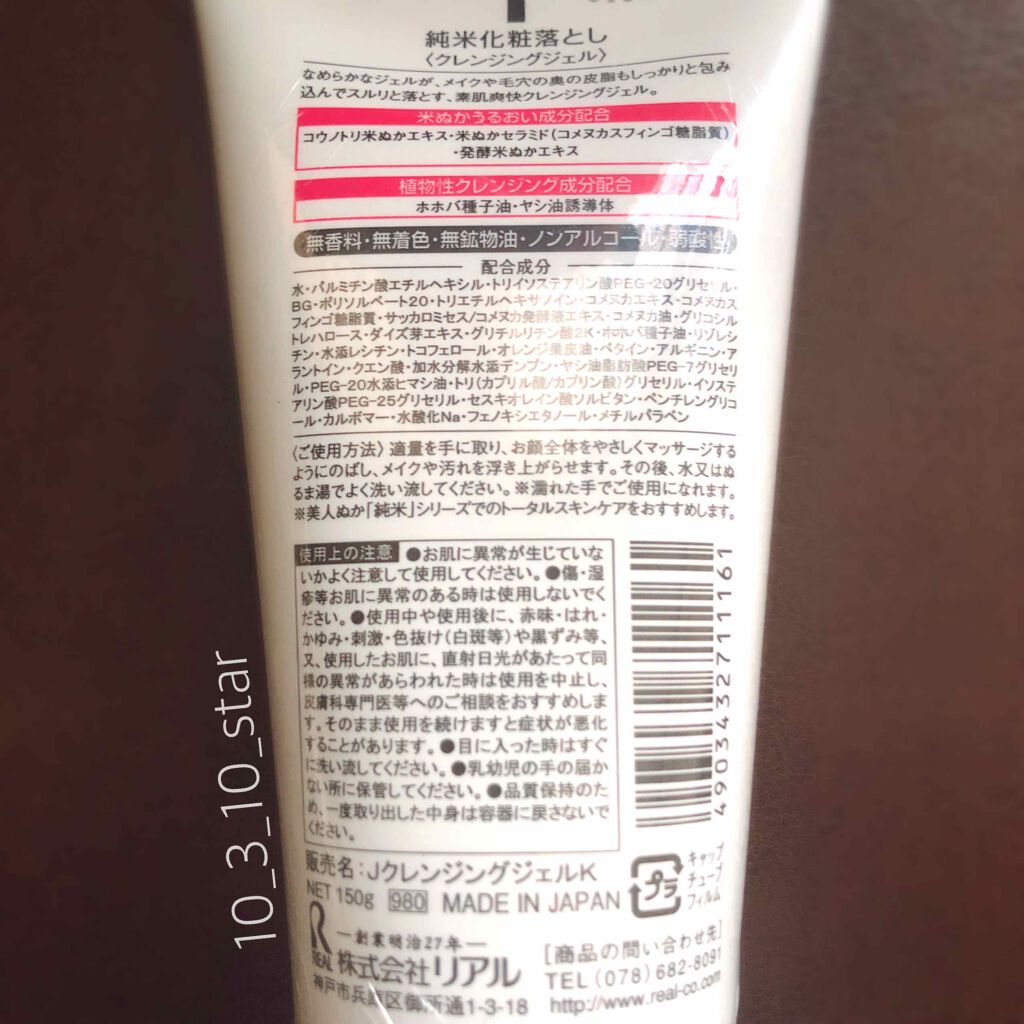 純米化粧落とし
〈クレンジングジェル〉
なめらかなジェルが、メイクや毛穴の奥の皮脂もしっかりと包み
込んでスルリと落とす、素肌爽快クレンジングジェル。
米ぬかうるおい成分配合
コウノトリ米ぬかエキス・米ぬかセラミド(コメヌカスフィンゴ糖脂質)
・発酵米ぬかエキス
植物性クレンジング成分配合
ホホバ種子油・ヤシ油誘導体
無香料・無着色・無鉱物油・ノンアルコール・弱酸性
配合成分
水・パルミチン酸エチルヘキシル・トリイソステアリン酸PEG-20グリセリル・
BG・ポリソルベート20・トリエチルヘキサノイン・コメヌカエキス・コメヌカス
フィンゴ糖脂質・サッカロミセス/コメヌカ発酵液エキス・コメヌカ油・グリコシル
トレハロース・ダイズ芽エキス・グリチルリチン酸2K・ホホバ種子油・リゾレシ
チン・水添レシチン・トコフェロール・オレンジ果皮油・ベタイン・アルギニン・ア
ラントイン・クエン酸・加水分解水添デンプン・ヤシ油脂肪酸PEG-7グリセリ
ル・PEG-20水添ヒマシ油・トリ(カプリル酸/カプリン酸)グリセリル・イソステ
アリン酸PEG-25グリセリル・セスキオレイン酸ソルビタン・ペンチレングリコ
ール・カルボマー・水酸化Na・フェノキシエタノール・メチルパラベン
〈ご使用方法〉適量を手に取り、お顔全体をやさしくマッサージする
ようにのばし、メイクや汚れを浮き上がらせます。その後、水又はぬ
るま湯でよく洗い流してください。※濡れた手でご使用になれます。
※美人ぬか「純米」シリーズでのトータルスキンケアをおすすめします。
使用上の注意 ●お肌に異常が生じていな
いかよく注意して使用してください。●傷・湿
疹等お肌に異常のある時は使用しないでく
ださい。●使用中や使用後に、赤味・はれ・
かゆみ・刺激・色抜け(白斑等)や黒ずみ等、
又、使用したお肌に、直射日光があたって同
様の異常があらわれた時は使用を中止し、
皮膚科専門医等へのご相談をおすすめしま
す。そのまま使用を続けますと症状が悪化
することがあります。●目に入った時はすぐ
に洗い流してください。●乳幼児の手の届か
ない所に保管してください。●品質保持のた
め、一度取り出した中身は容器に戻さないで
ください。
4903432711161
販売名:JクレンジングジェルK
NET 150g 980 MADE IN JAPAN
プラ
キャップ
チューブ
フィルム
R
REAL
—創業明治27年—
株式会社リアル
神戸市兵庫区御所通1-3-18
[商品の問い合わせ先]
TEL(078)682-8091
http://www.real-co.com
10_3_10_star